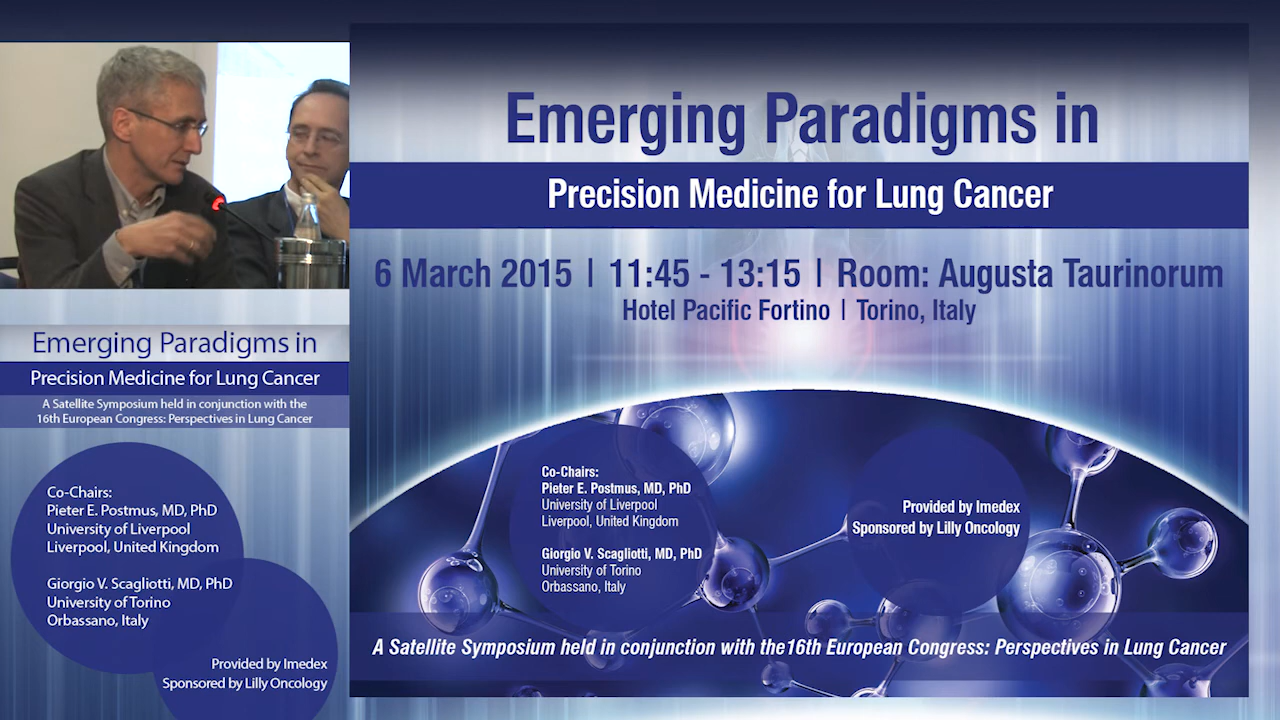 Emerging Paradigms in
Precision Medicine for Lung Cancer
A Satellite Symposium held in conjunction with the
16th European Congress: Perspectives in Lung Cancer
Co-Chairs:
Pieter E. Postmus, MD, PhD
University of Liverpool
Liverpool, United Kingdom
Giorgio V. Scagliotti, MD, PhD
University of Torino
Orbassano, Italy
Provided by Imedex
Sponsored by Lilly Oncology
Emerging Paradigms in
Precision Medicine for Lung Cancer
6 March 2015 | 11:45 - 13:15 | Room: Augusta Taurinorum
Hotel Pacific Fortino | Torino, Italy
Co-Chairs:
Pieter E. Postmus, MD, PhD
University of Liverpool
Liverpool, United Kingdom
Giorgio V. Scagliotti, MD, PhD
University of Torino
Orbassano, Italy
Provided by Imedex
Sponsored by Lilly Oncology
A Satellite Symposium held in conjunction with the16th European Congress: Perspectives in Lung Cancer